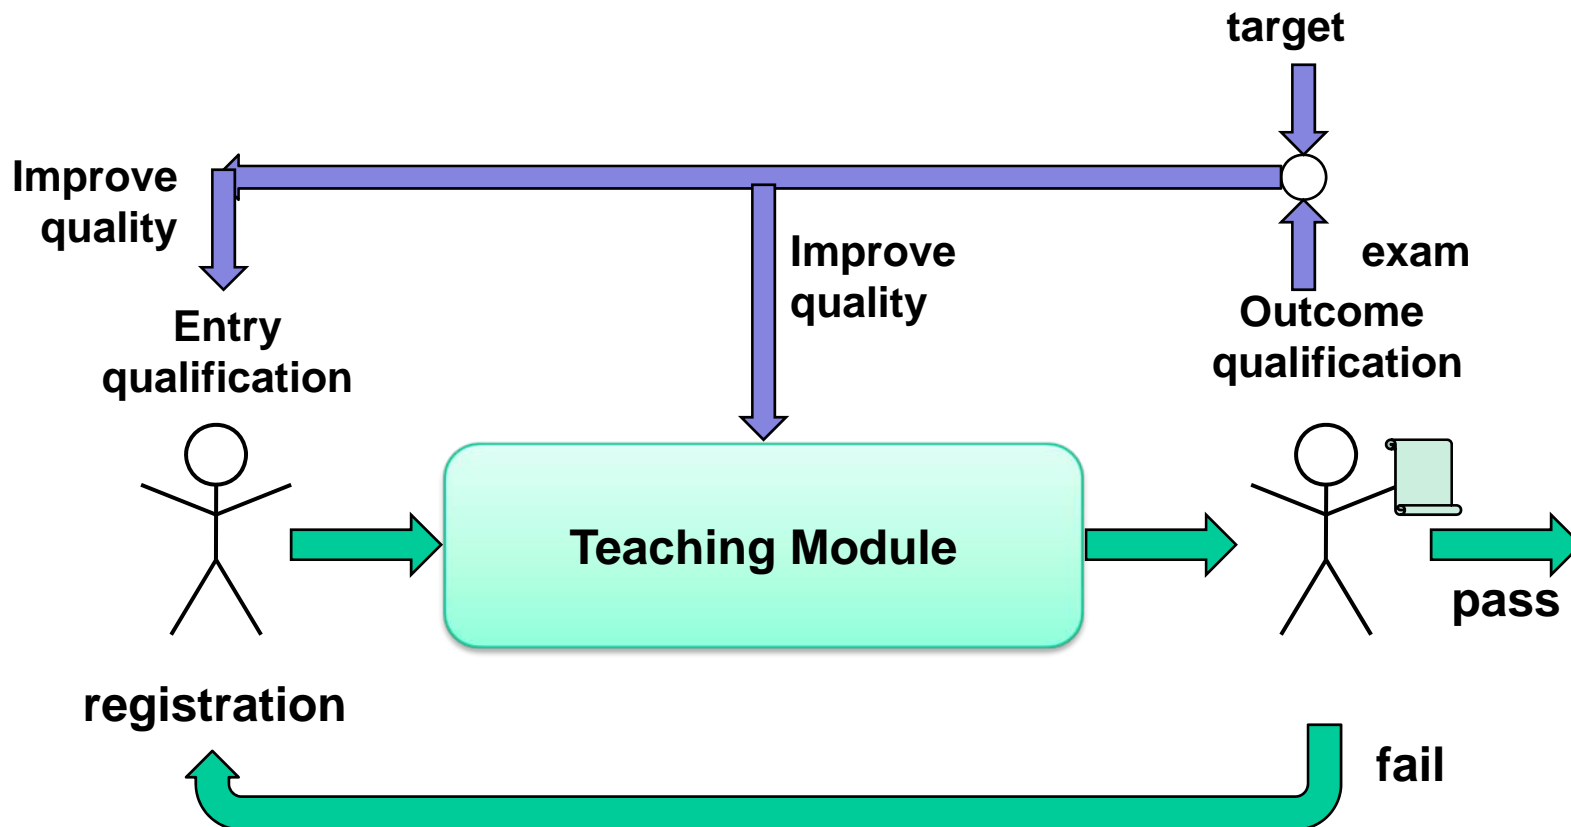 target
Improve
quality
Improve
quality
exam
Entry
qualification
Outcome
qualification
Teaching Module
pass
registration
fail